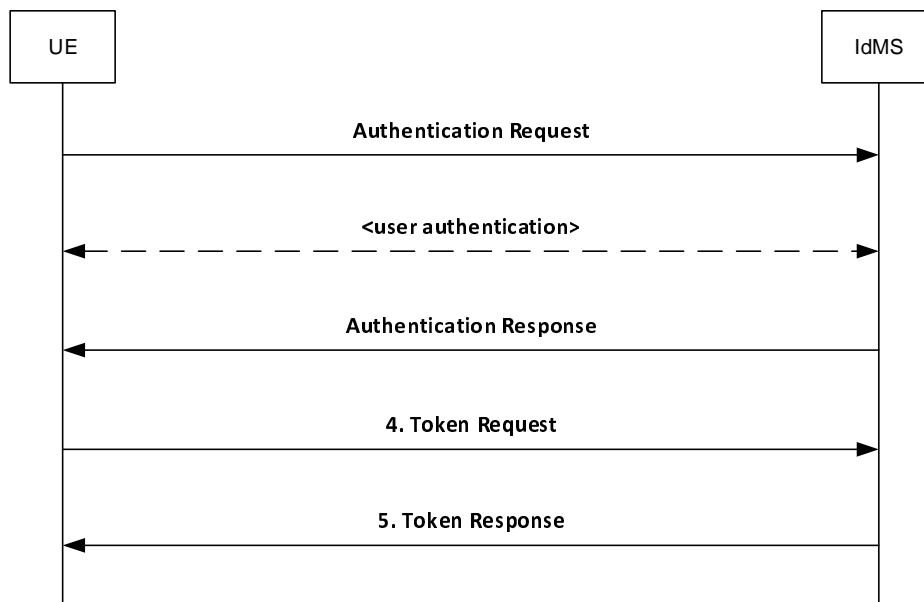 UE
IdMS
Authentication Request
<user authentication>
Authentication Response
4. Token Request
5. Token Response